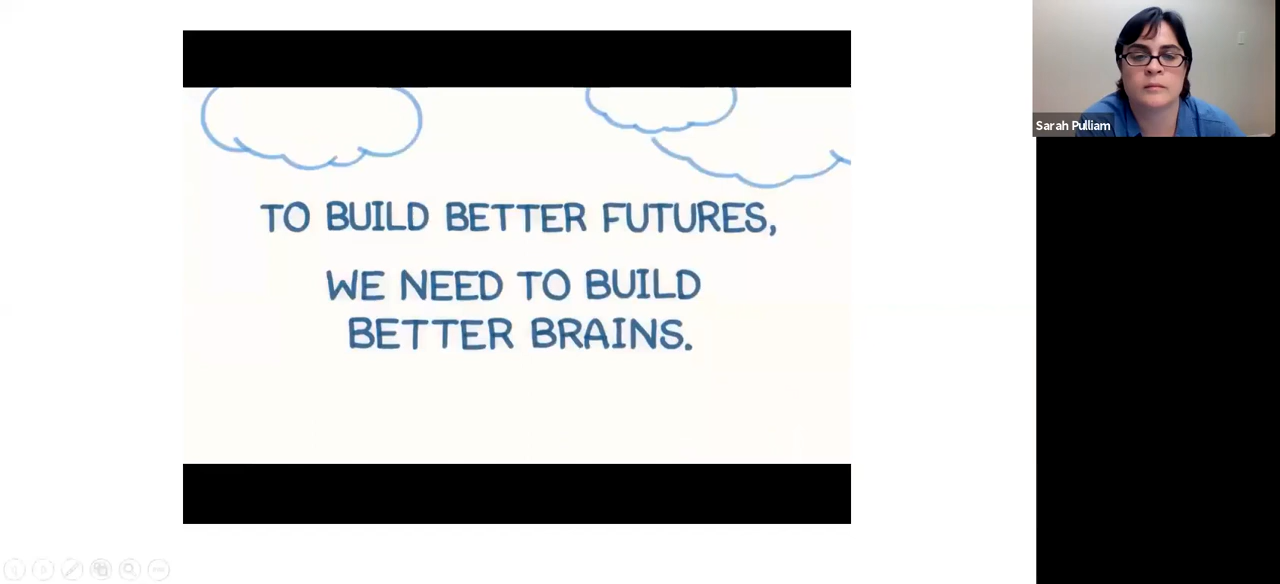 TO BUILD BETTER FUTURES,
WE NEED TO BUILD
BETTER BRAINS.
Sarah Pulliam